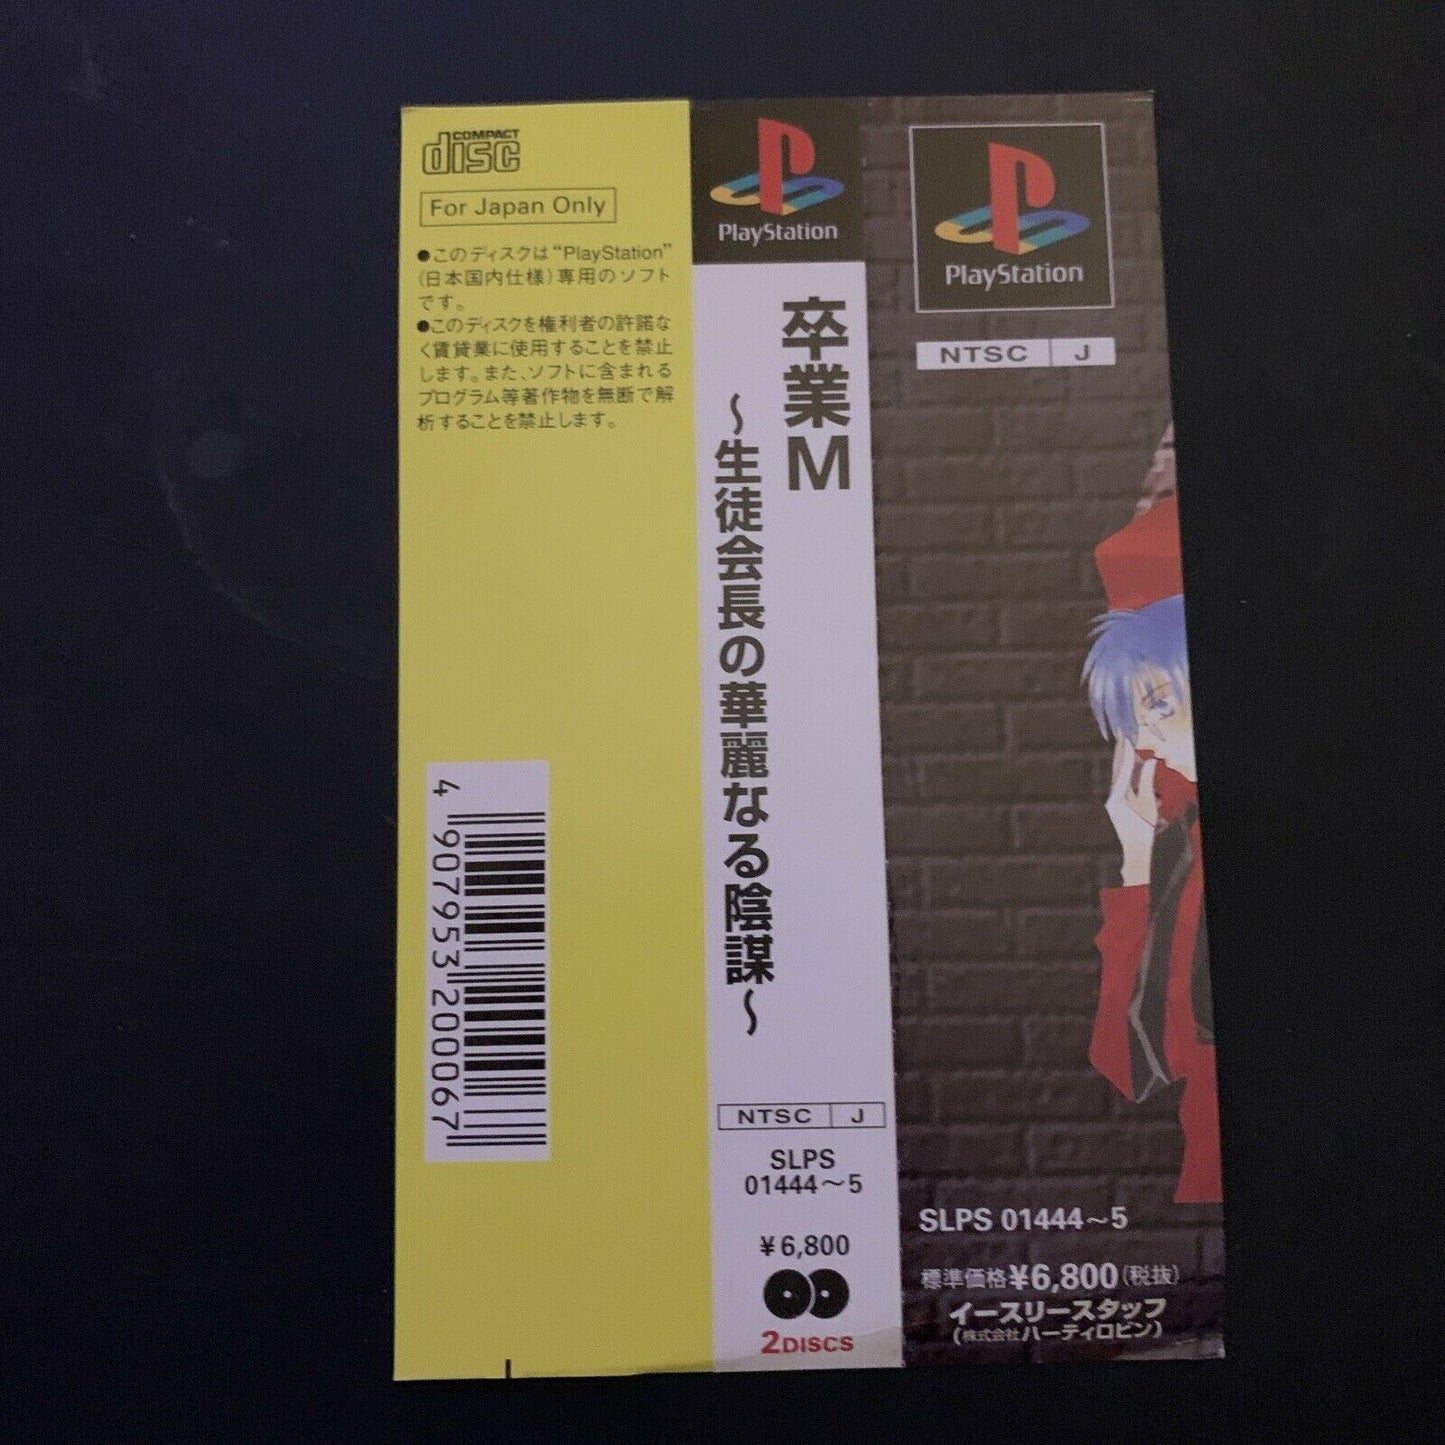 COMPACT
disc
For Japan Only
●このディスクは“PlayStation”
(日本国内仕様)専用のソフト
です。
●このディスクを権利者の許諾な
く賃貸業に使用することを禁止
します。また、ソフトに含まれる
プログラム等著作物を無断で解
析することを禁止します。
4 907953 200067
PlayStation
卒業M
～生徒会長の華麗なる陰謀～
NTSC J
SLPS
01444～5
¥6,800
2DISCS
PlayStation
NTSC J
SLPS 01444～5
標準価格¥6,800(税抜)
イースリースタッフ
(株式会社ハーティロビン)